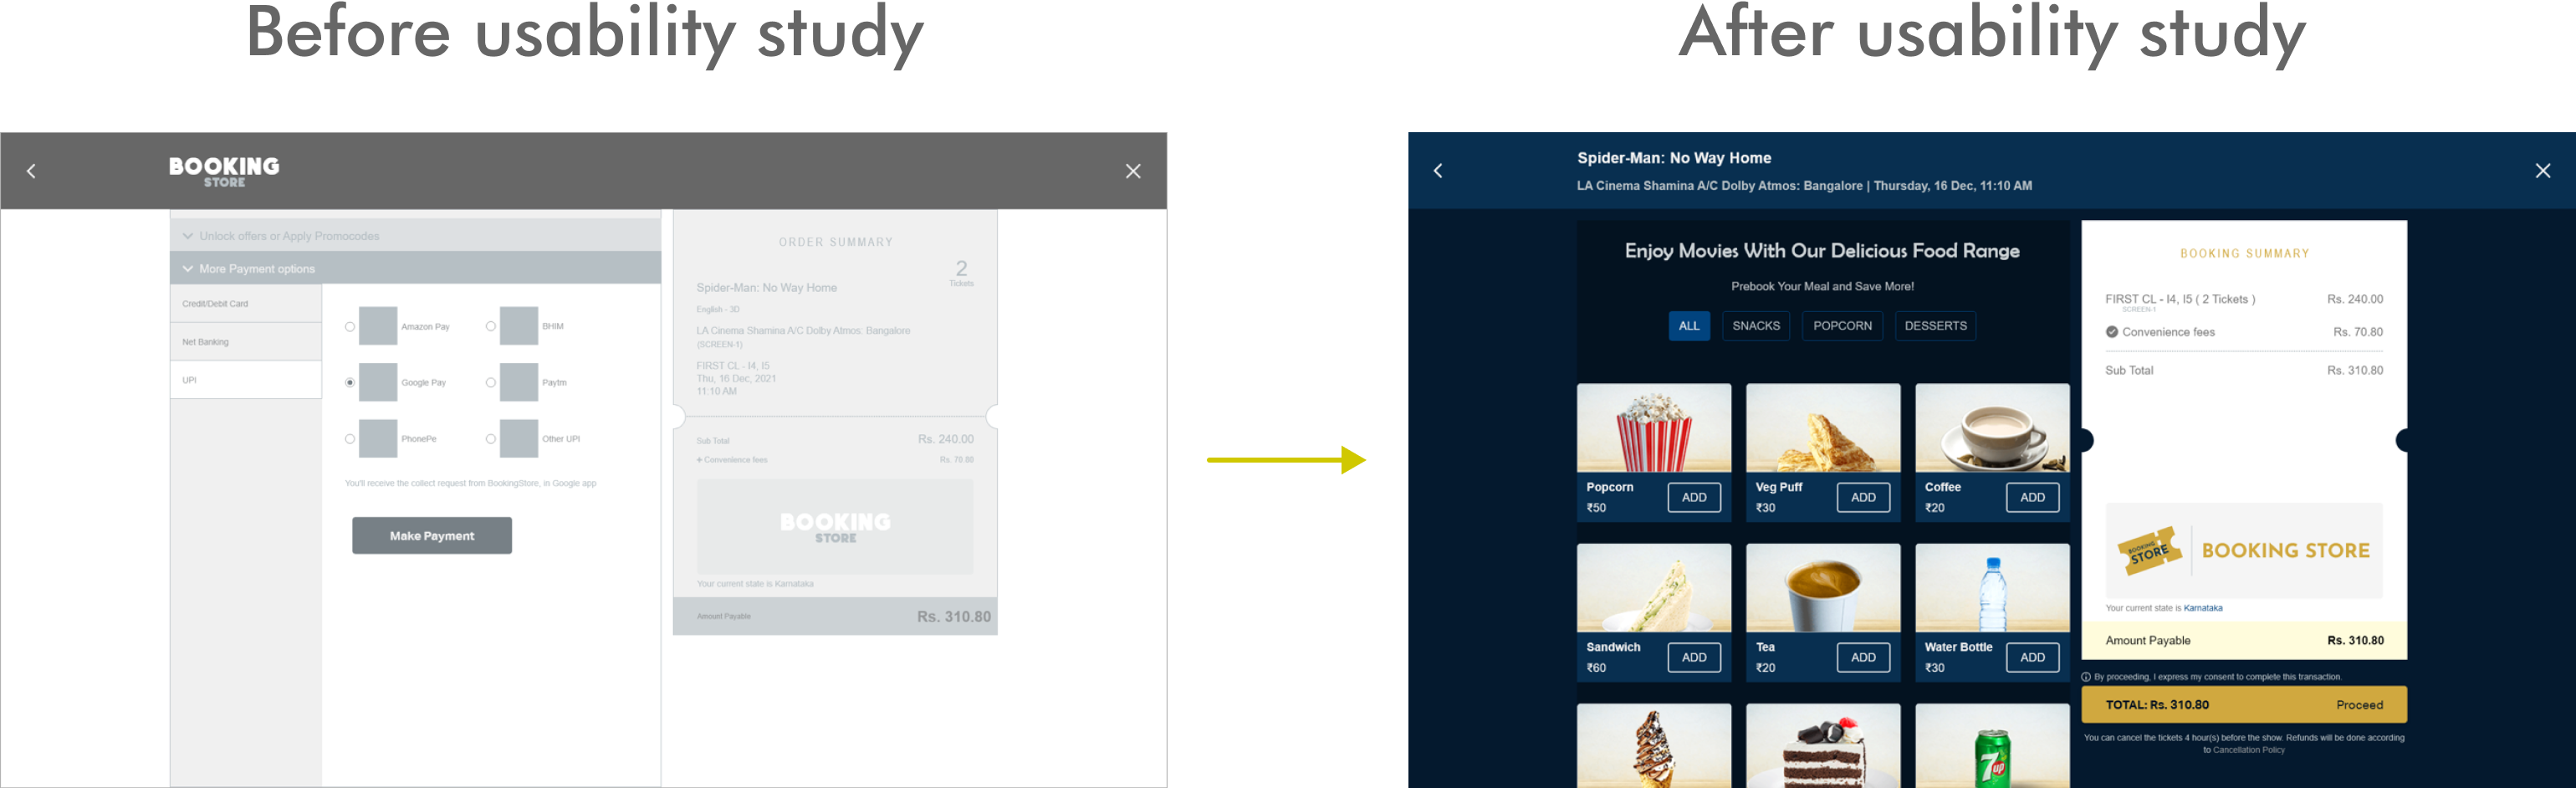 Before usability study
After usability study
BOOKING
STORE
Unlock offers or Apply Promocodes
More Payment options
Credit/Debit Card
Net Banking
UPI
Amazon Pay
BHIM
Google Pay
Paytm
PhonePe
Other UPI
You'll receive the collect request from BookingStore, in Google app
Make Payment
ORDER SUMMARY
2
Tickets
Spider-Man: No Way Home
English - 3D
LA Cinema Shamina A/C Dolby Atmos: Bangalore
(SCREEN-1)
FIRST CL - I4, I5
Thu, 16 Dec, 2021
11:10 AM
Sub Total Rs. 240.00
+ Convenience fees Rs. 70.80
BOOKING
STORE
Your current state is Karnataka
Amount Payable Rs. 310.80
Spider-Man: No Way Home
LA Cinema Shamina A/C Dolby Atmos: Bangalore | Thursday, 16 Dec, 11:10 AM
Enjoy Movies With Our Delicious Food Range
Prebook Your Meal and Save More!
ALL SNACKS POPCORN DESSERTS
Popcorn
₹50
ADD
Veg Puff
₹30
ADD
Coffee
₹20
ADD
Sandwich
₹60
ADD
Tea
₹20
ADD
Water Bottle
₹30
ADD
7up
BOOKING SUMMARY
FIRST CL - I4, I5 ( 2 Tickets ) Rs. 240.00
SCREEN-1
Convenience fees Rs. 70.80
Sub Total Rs. 310.80
BOOKING
STORE
BOOKING STORE
Your current state is Karnataka
Amount Payable Rs. 310.80
By proceeding, I express my consent to complete this transaction.
TOTAL: Rs. 310.80 Proceed
You can cancel the tickets 4 hour(s) before the show. Refunds will be done according
to Cancellation Policy